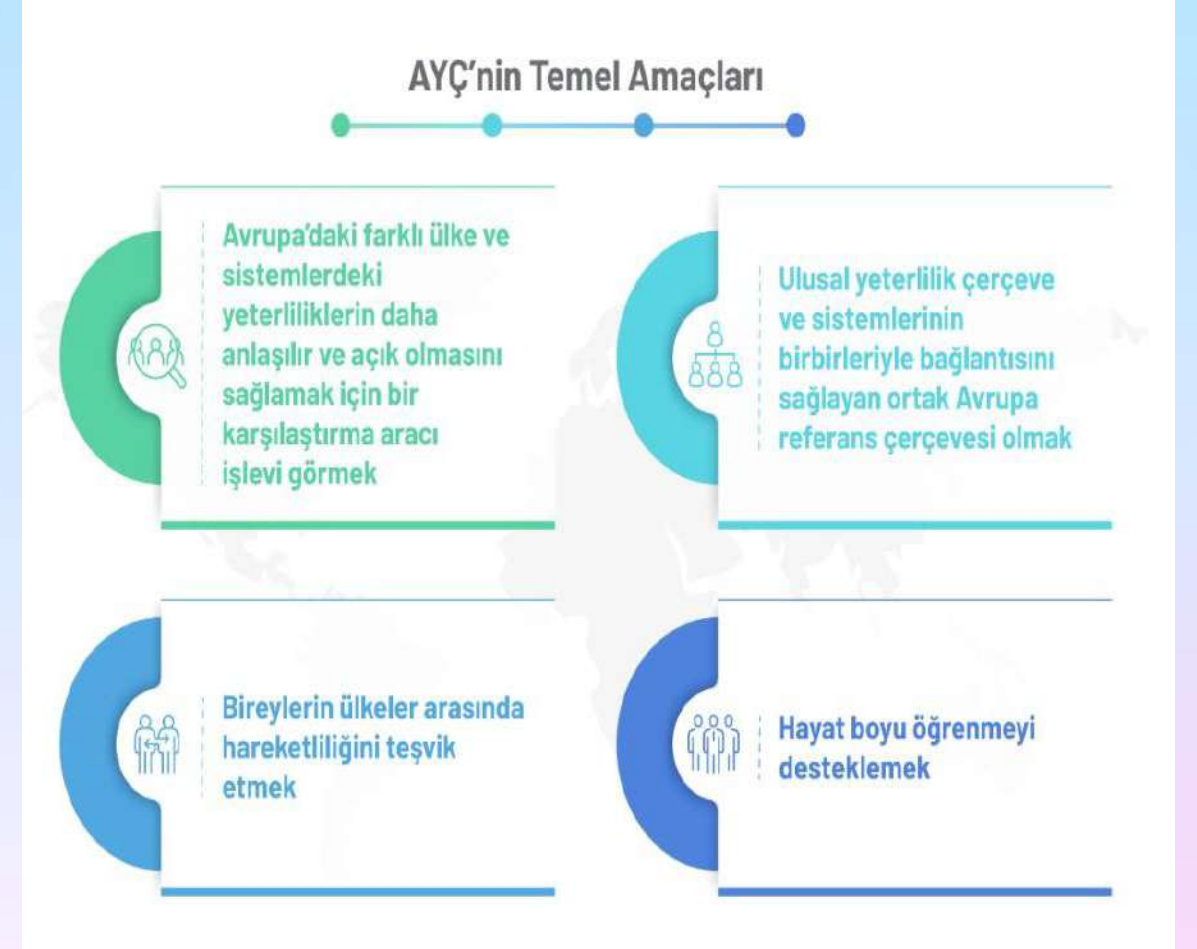 AYÇ’nin Temel Amaçları
Avrupa’daki farklı ülke ve
sistemlerdeki
yeterliliklerin daha
anlaşılır ve açık olmasını
sağlamak için bir
karşılaştırma aracı
işlevi görmek
Ulusal yeterlilik çerçeve
ve sistemlerinin
birbirleriyle bağlantısını
sağlayan ortak Avrupa
referans çerçevesi olmak
Bireylerin ülkeler arasında
hareketliliğini teşvik
etmek
Hayat boyu öğrenmeyi
desteklemek